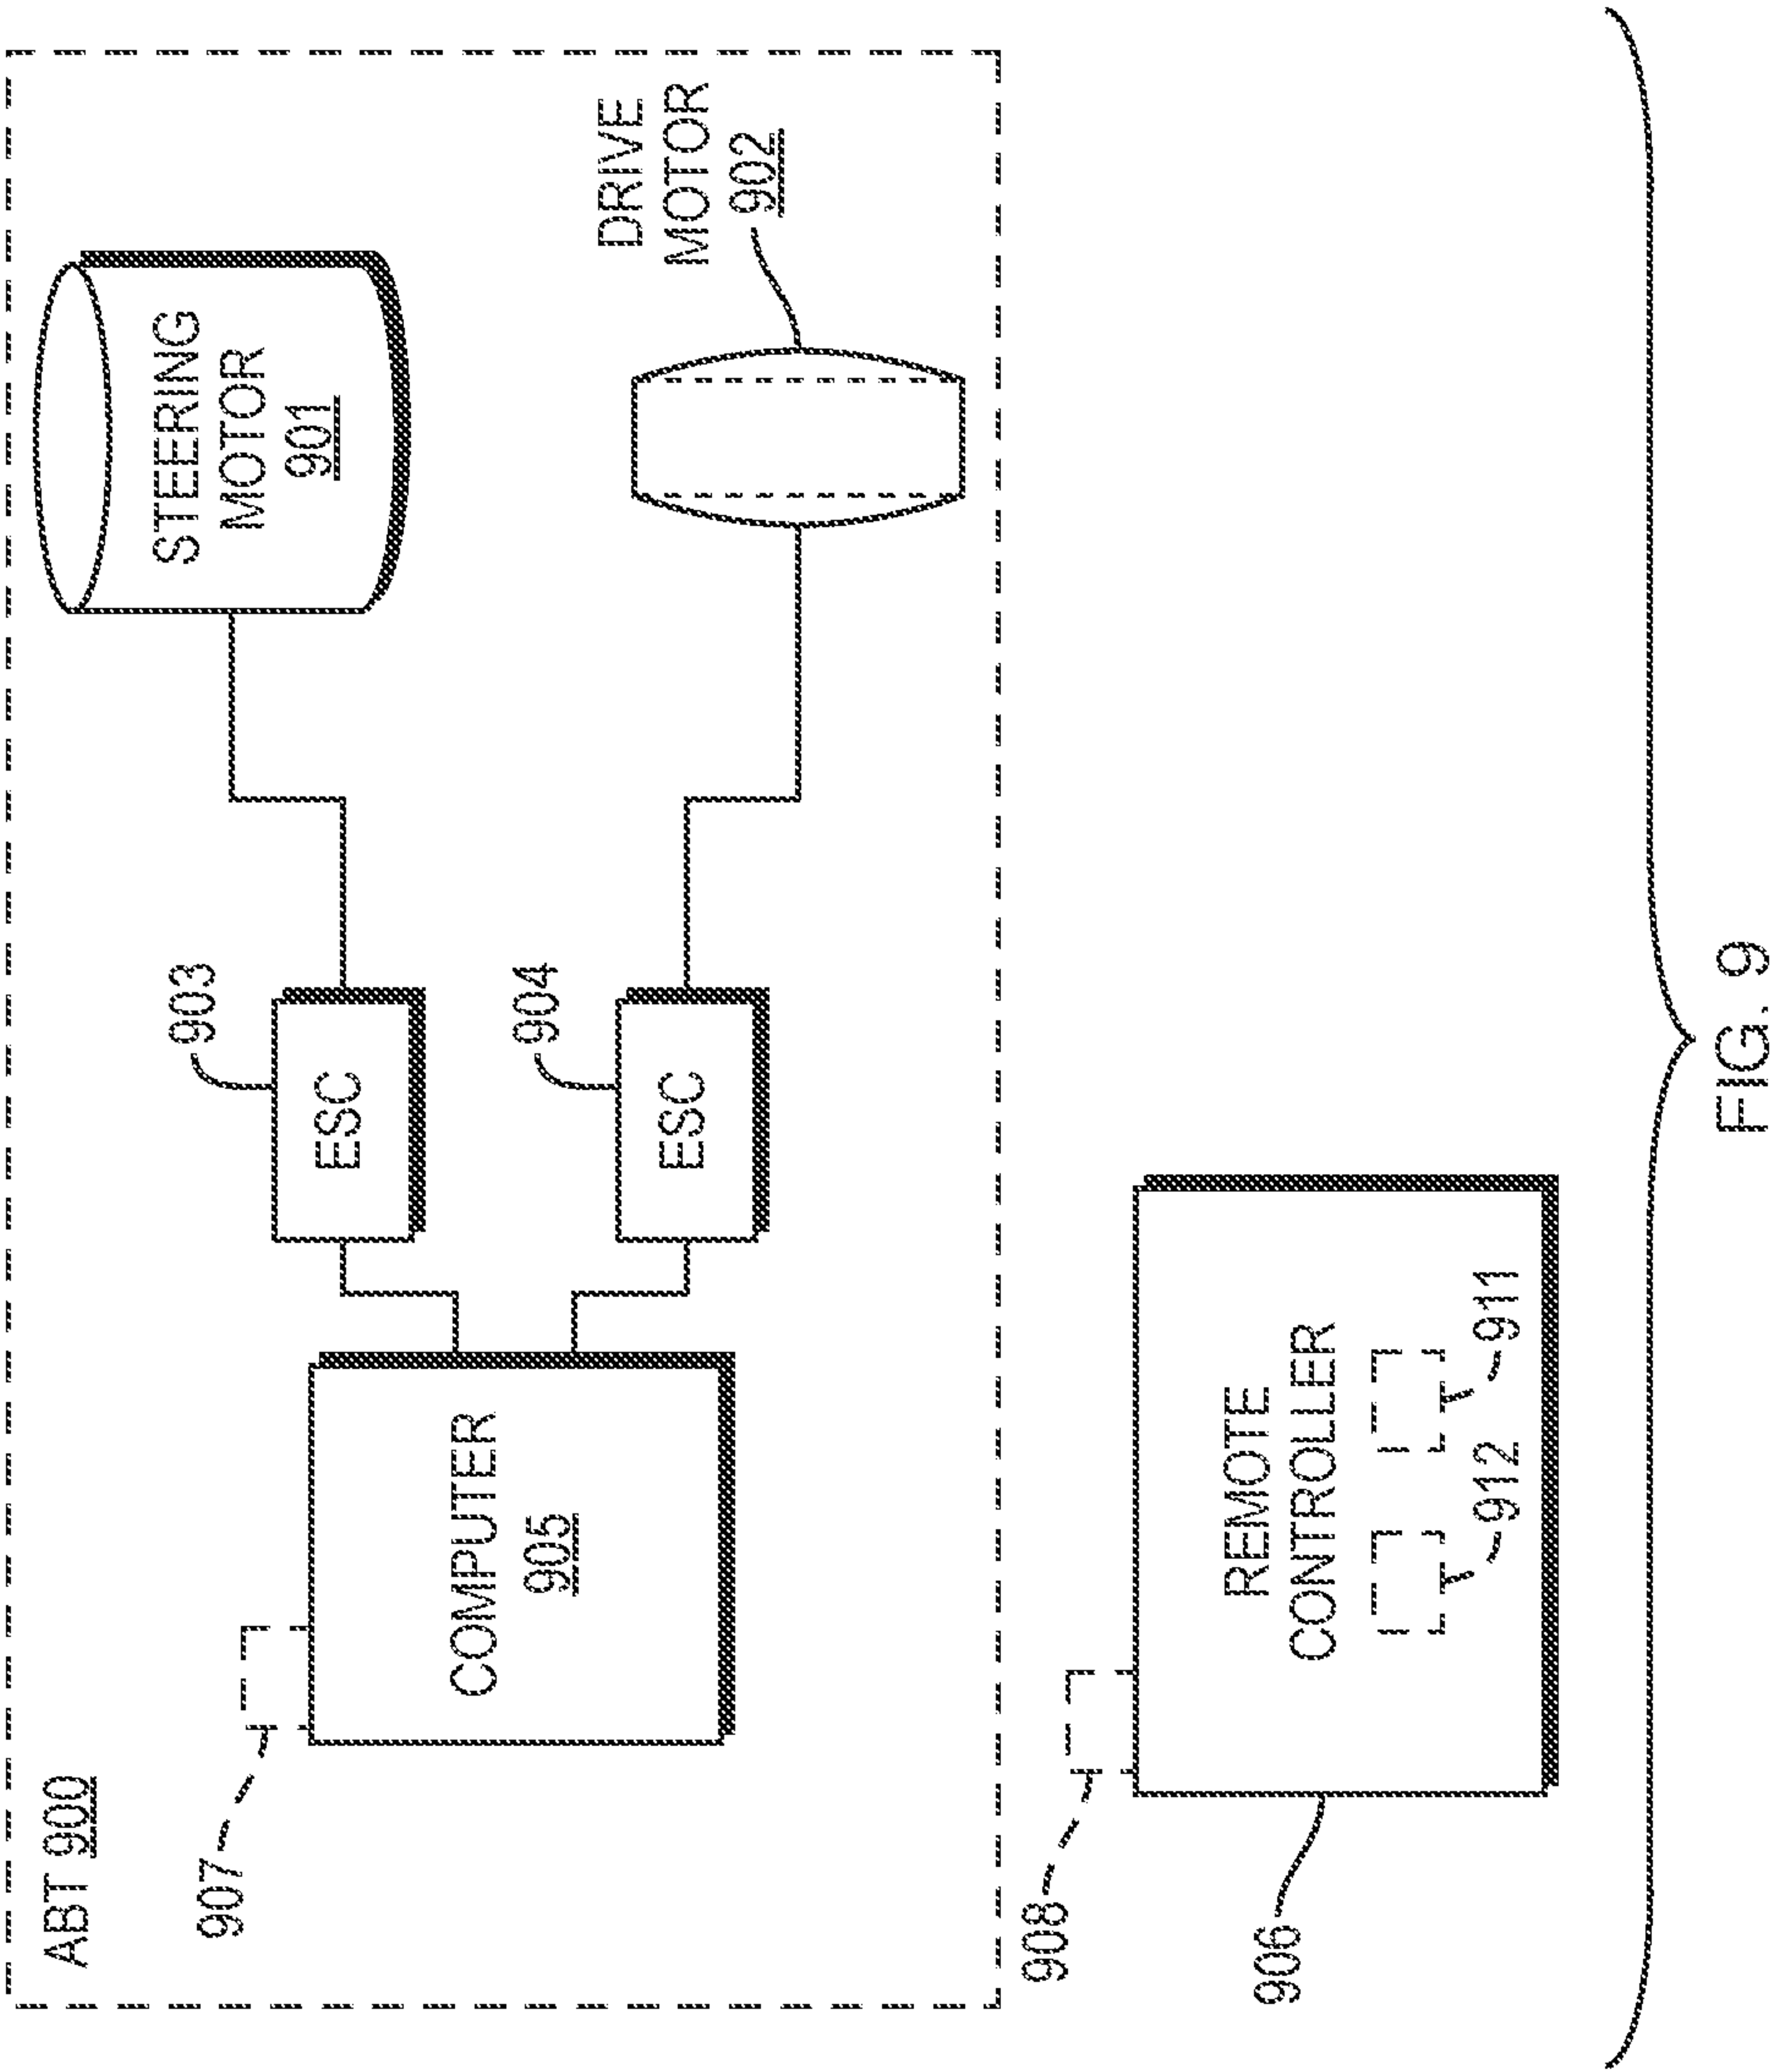 ABT 900
907
COMPUTER
905
903
ESC
904
ESC
STEERING
MOTOR
901
DRIVE
MOTOR
902
908
906
REMOTE
CONTROLLER
912
911
FIG. 9